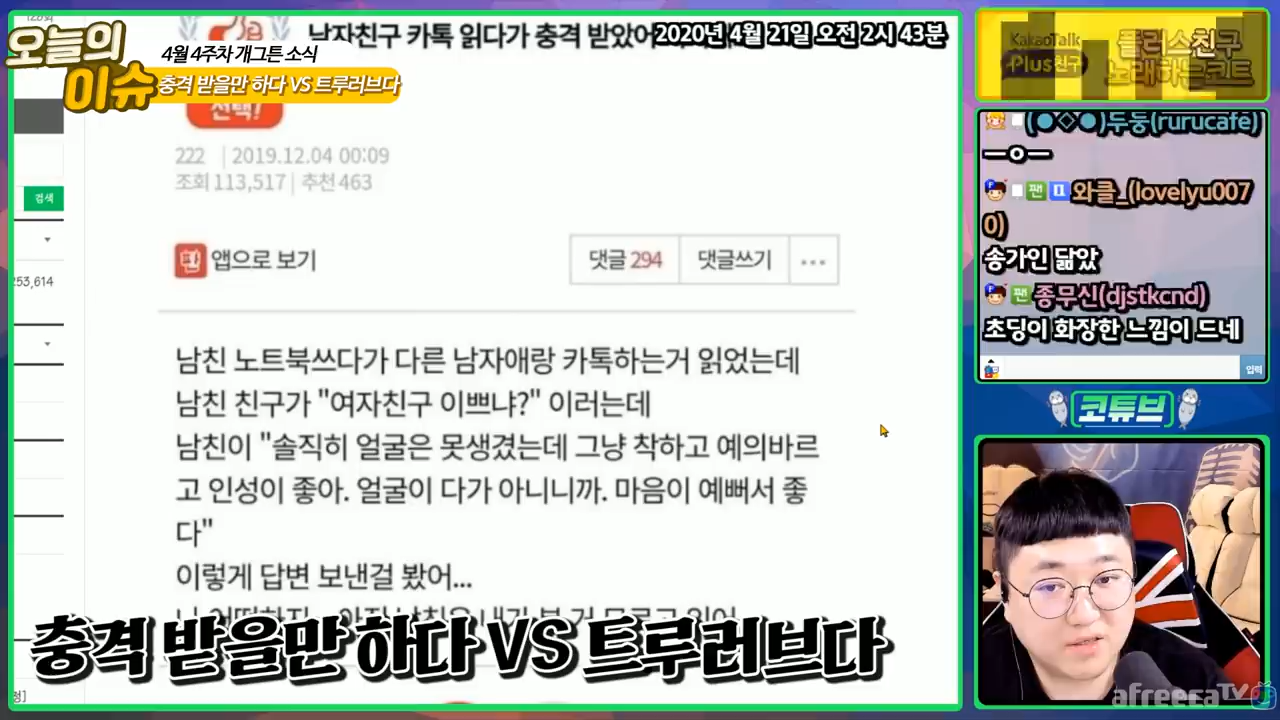 오늘의
이슈
4월 4주차 개그튼 소식
충격 받을만 하다 VS 트루러브다
남자친구 카톡 읽다가 충격 받았어
2020년 4월 21일 오전 2시 43분
선택!
222 | 2019.12.04 00:09
조회 113,517 | 추천 463
검색
53,614
판 앱으로 보기
댓글 294
댓글쓰기
...
남친 노트북쓰다가 다른 남자애랑 카톡하는거 읽었는데
남친 친구가 "여자친구 이쁘냐?" 이러는데
남친이 "솔직히 얼굴은 못생겼는데 그냥 착하고 예의바르
고 인성이 좋아. 얼굴이 다가 아니니까. 마음이 예뻐서 좋
다"
이렇게 답변 보낸걸 봤어...
충격 받을만 하다 VS 트루러브다
KakaoTalk
Plus친구
플러스친구
노래하는코트
(●◇●)두둥(rurucafe)
ㅡㅇㅡ
팬 와클_(lovelyu007
0)
송가인 닮았
팬 종무신(djstkcnd)
초딩이 화장한 느낌이 드네
입력
코튜브
afreecaTV